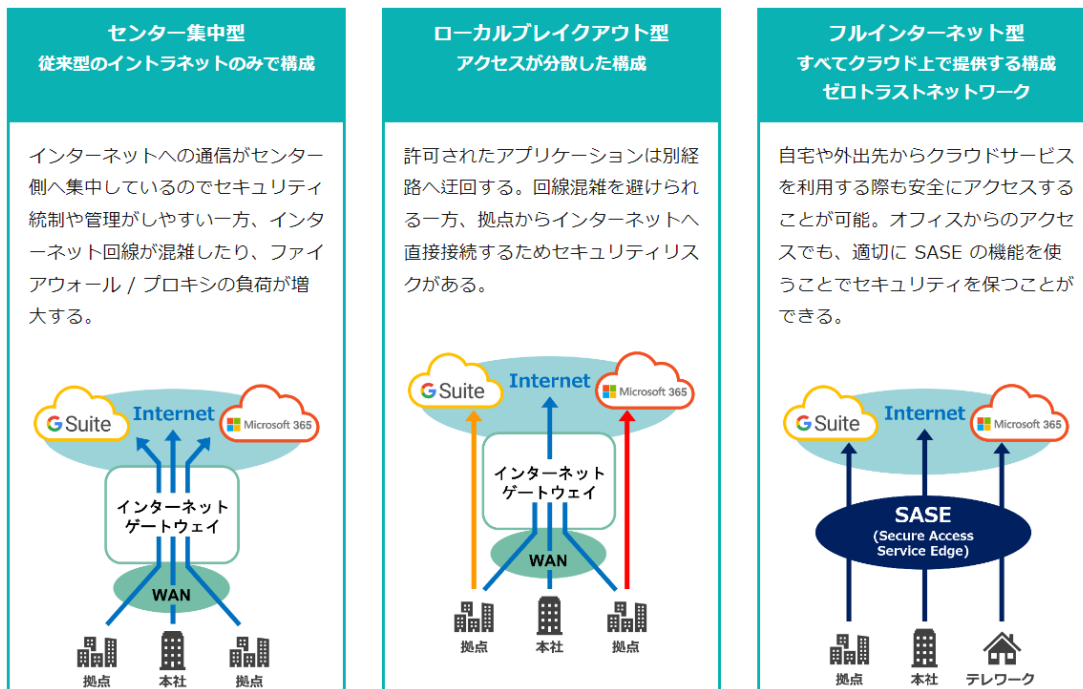 センター集中型
従来型のイントラネットのみで構成
インターネットへの通信がセンター
側へ集中しているのでセキュリティ
統制や管理がしやすい一方、インタ
ーネット回線が混雑したり、ファイ
アウォール / プロキシの負荷が増
大する。
G Suite
Internet
Microsoft 365
インターネット
ゲートウェイ
WAN
拠点
本社
拠点
ローカルブレイクアウト型
アクセスが分散した構成
許可されたアプリケーションは別経
路へ迂回する。回線混雑を避けられ
る一方、拠点からインターネットへ
直接接続するためセキュリティリス
クがある。
G Suite
Internet
Microsoft 365
インターネット
ゲートウェイ
WAN
拠点
本社
拠点
フルインターネット型
すべてクラウド上で提供する構成
ゼロトラストネットワーク
自宅や外出先からクラウドサービス
を利用する際も安全にアクセスする
ことが可能。オフィスからのアクセ
スでも、適切に SASE の機能を使
うことでセキュリティを保つことが
できる。
G Suite
Internet
Microsoft 365
SASE
(Secure Access
Service Edge)
拠点
本社
テレワーク